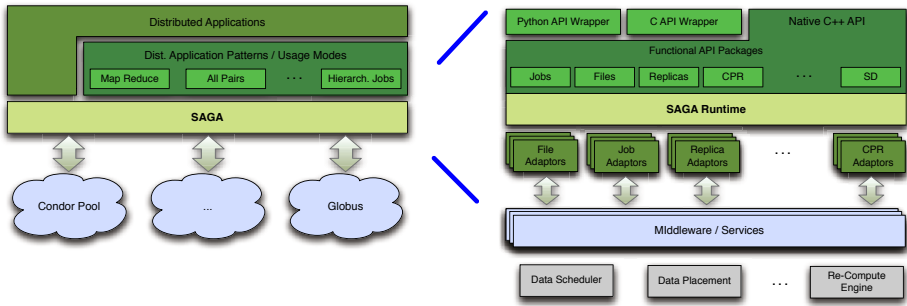 Distributed Applications
Dist. Application Patterns / Usage Modes
Map Reduce
All Pairs
...
Hierarch. Jobs
SAGA
Condor Pool
...
Globus
Python API Wrapper
C API Wrapper
Native C++ API
Functional API Packages
Jobs
Files
Replicas
CPR
...
SD
SAGA Runtime
File
Adaptors
Job
Adaptors
Replica
Adaptors
...
CPR
Adaptors
MIddleware / Services
Data Scheduler
Data Placement
...
Re-Compute
Engine